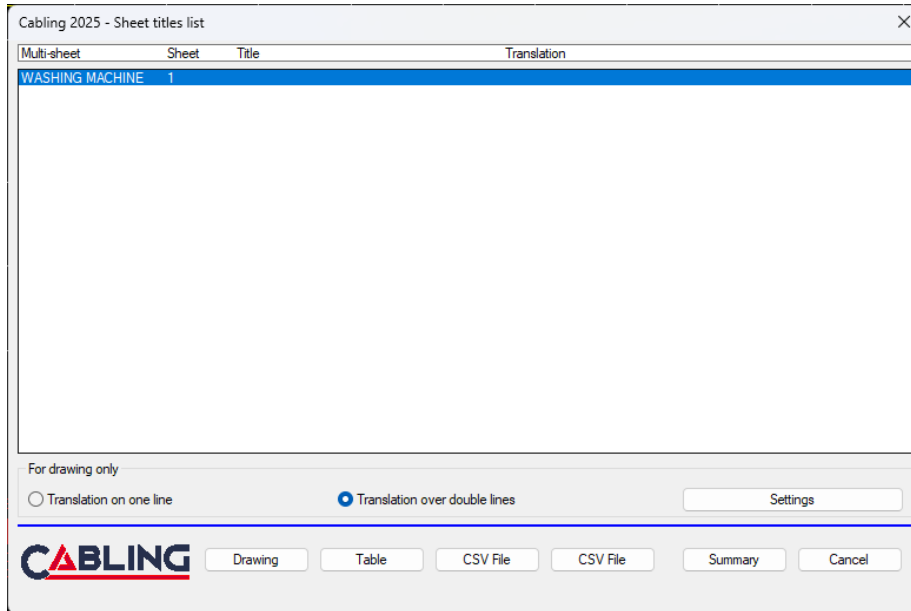 Cabling 2025 - Sheet titles list
Multi-sheet Sheet Title Translation
WASHING MACHINE 1
For drawing only
Translation on one line Translation over double lines Settings
CABLING Drawing Table CSV File CSV File Summary Cancel